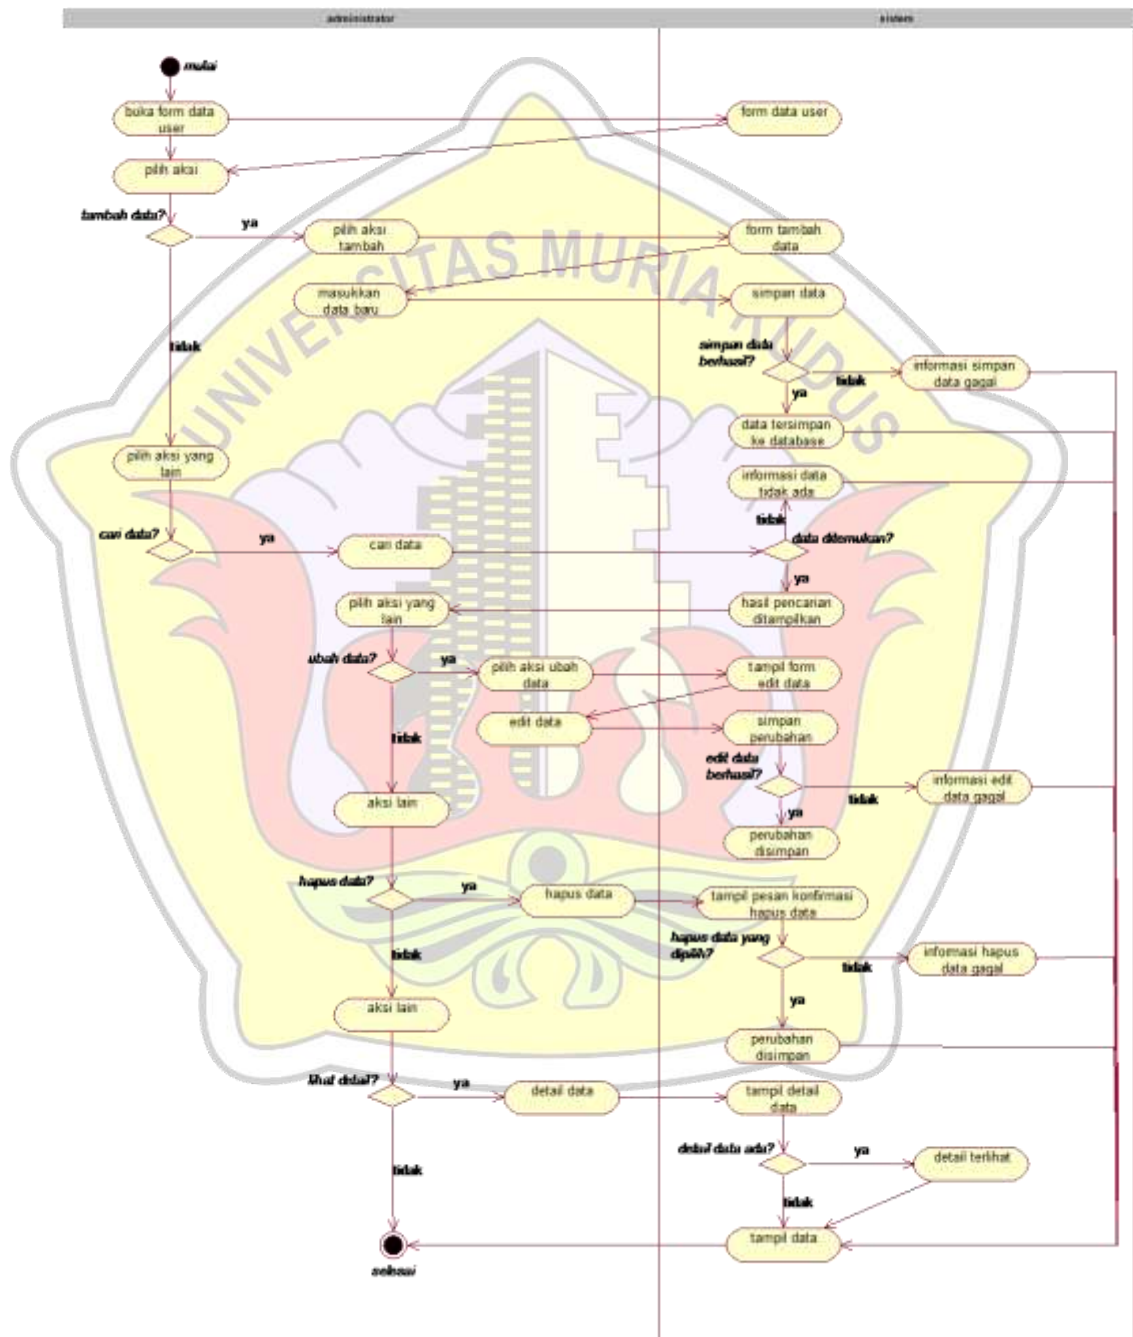 administrator
sistem
mulai
buka form data
user
form data user
pilih aksi
tambah data?
ya
pilih aksi
tambah
form tambah
data
UNIVERSITAS MURIA KUDUS
masukkan
data baru
simpan data
tidak
simpan data
berhasil?
tidak
informasi simpan
data gagal
ya
data tersimpan
ke database
pilih aksi yang
lain
informasi data
tidak ada
tidak
cari data?
ya
cari data
data ditemukan?
ya
pilih aksi yang
lain
hasil pencarian
ditampilkan
ubah data?
ya
pilih aksi ubah
data
tampil form
edit data
edit data
simpan
perubahan
tidak
edit data
berhasil?
tidak
informasi edit
data gagal
aksi lain
ya
perubahan
disimpan
hapus data?
ya
hapus data
tampil pesan konfirmasi
hapus data
hapus data yang
dipilih?
tidak
informasi hapus
data gagal
tidak
ya
aksi lain
perubahan
disimpan
lihat detail?
ya
detail data
tampil detail
data
detail data ada?
ya
detail terlihat
tidak
tidak
tampil data
selesai